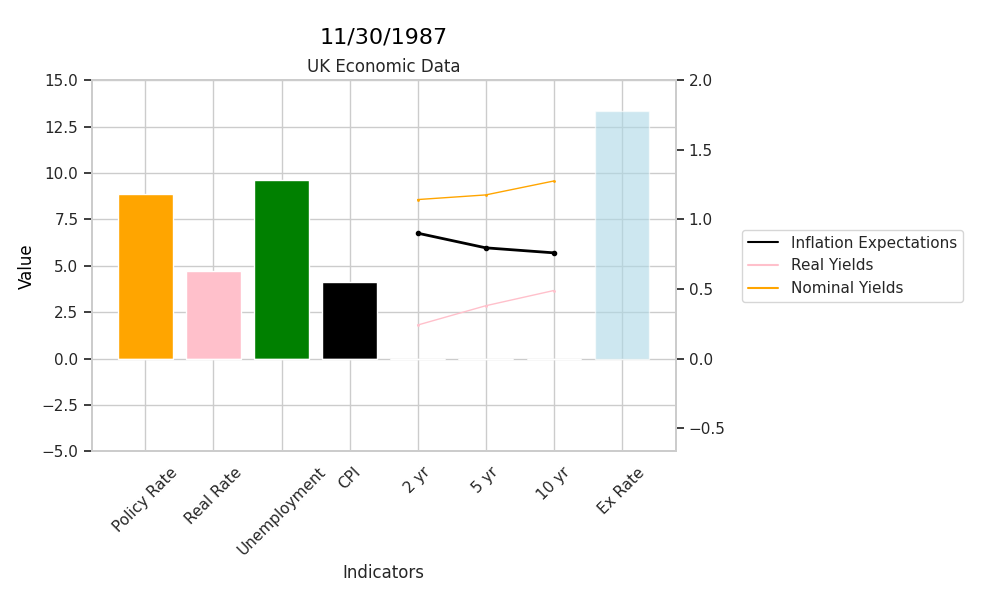 11/30/1987
UK Economic Data
15.0
12.5
10.0
7.5
5.0
2.5
0.0
−2.5
−5.0
Value
2.0
1.5
1.0
0.5
0.0
−0.5
Policy Rate
Real Rate
Unemployment
CPI
2 yr
5 yr
10 yr
Ex Rate
Indicators
Inflation Expectations
Real Yields
Nominal Yields